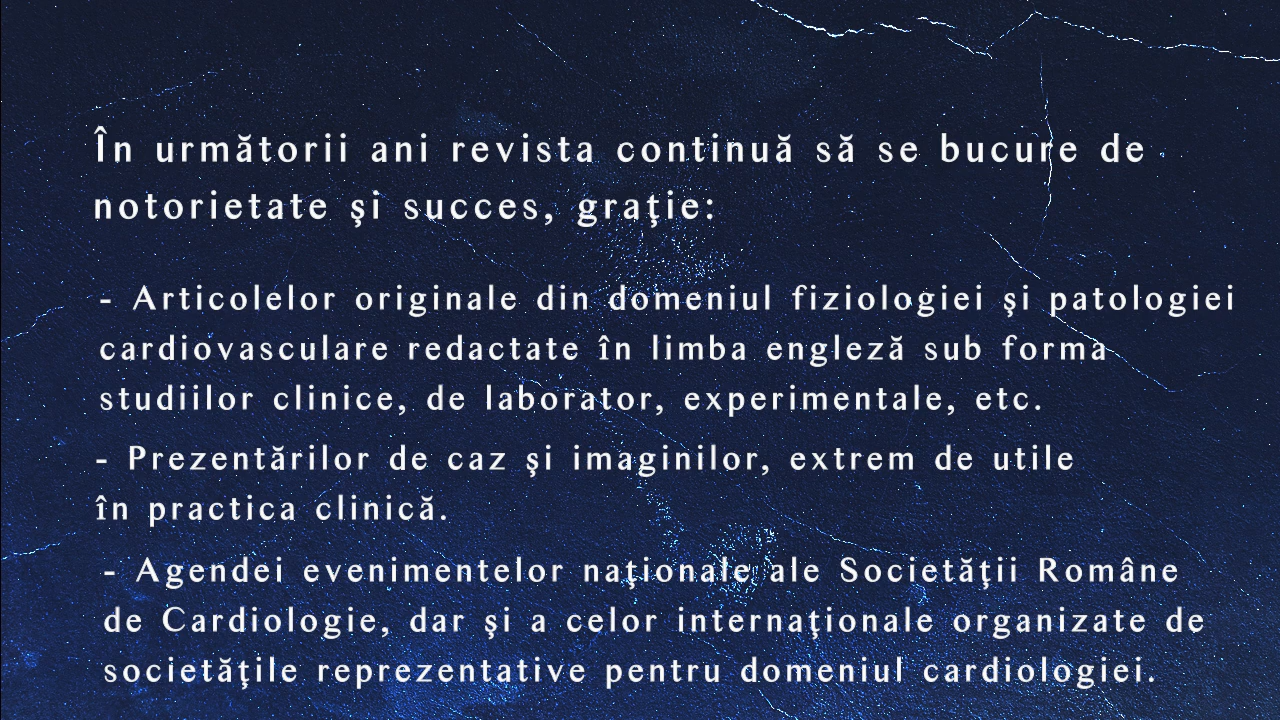 În următorii ani revista continuă să se bucure de
notorietate şi succes, graţie:
- Articolelor originale din domeniul fiziologiei şi patologiei
cardiovasculare redactate în limba engleză sub forma
studiilor clinice, de laborator, experimentale, etc.
- Prezentărilor de caz şi imaginilor, extrem de utile
în practica clinică.
- Agendei evenimentelor naţionale ale Societăţii Române
de Cardiologie, dar şi a celor internaţionale organizate de
societăţile reprezentative pentru domeniul cardiologiei.